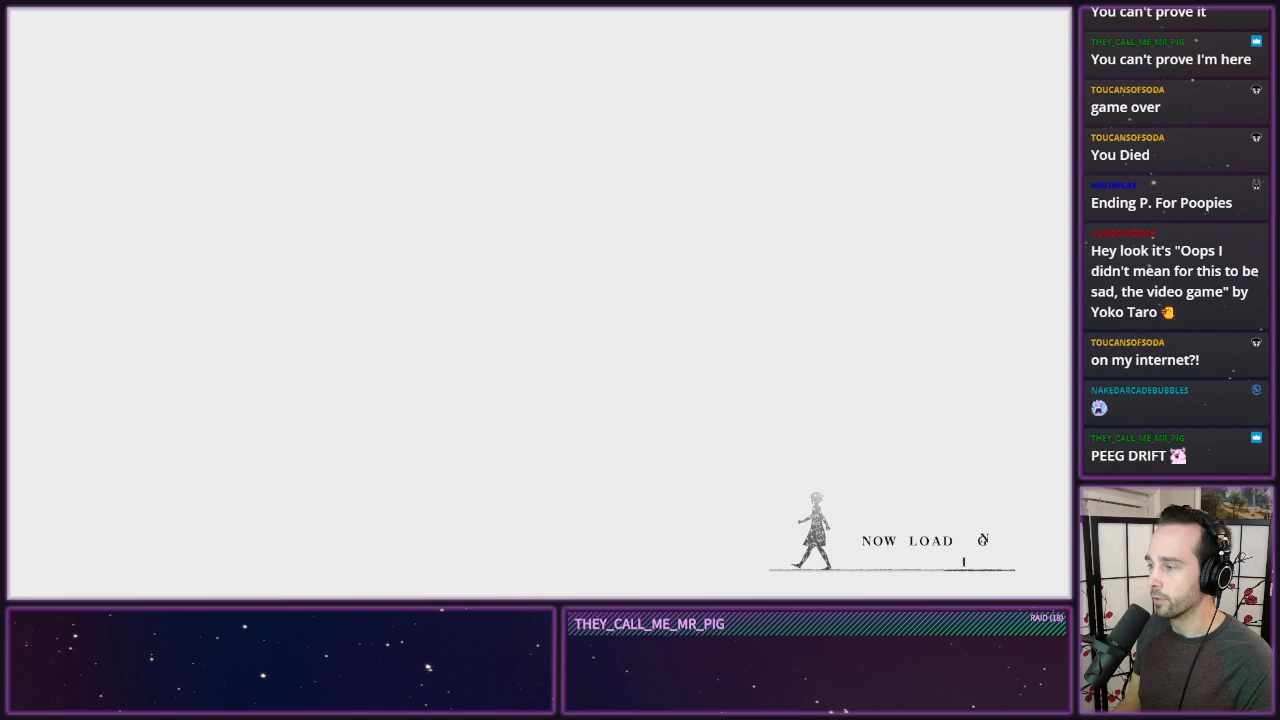 You can't prove it
THEY_CALL_ME_MR_PIG
You can't prove I'm here
TOUCANSOFSODA
game over
TOUCANSOFSODA
You Died
Ending P. For Poopies
Hey look it's "Oops I
didn't mean for this to be
sad, the video game" by
Yoko Taro
TOUCANSOFSODA
on my internet?!
NAKEDARCADEBUBBLES
THEY_CALL_ME_MR_PIG
PEEG DRIFT
NOW LOAD I N G
THEY_CALL_ME_MR_PIG
RAID (18)